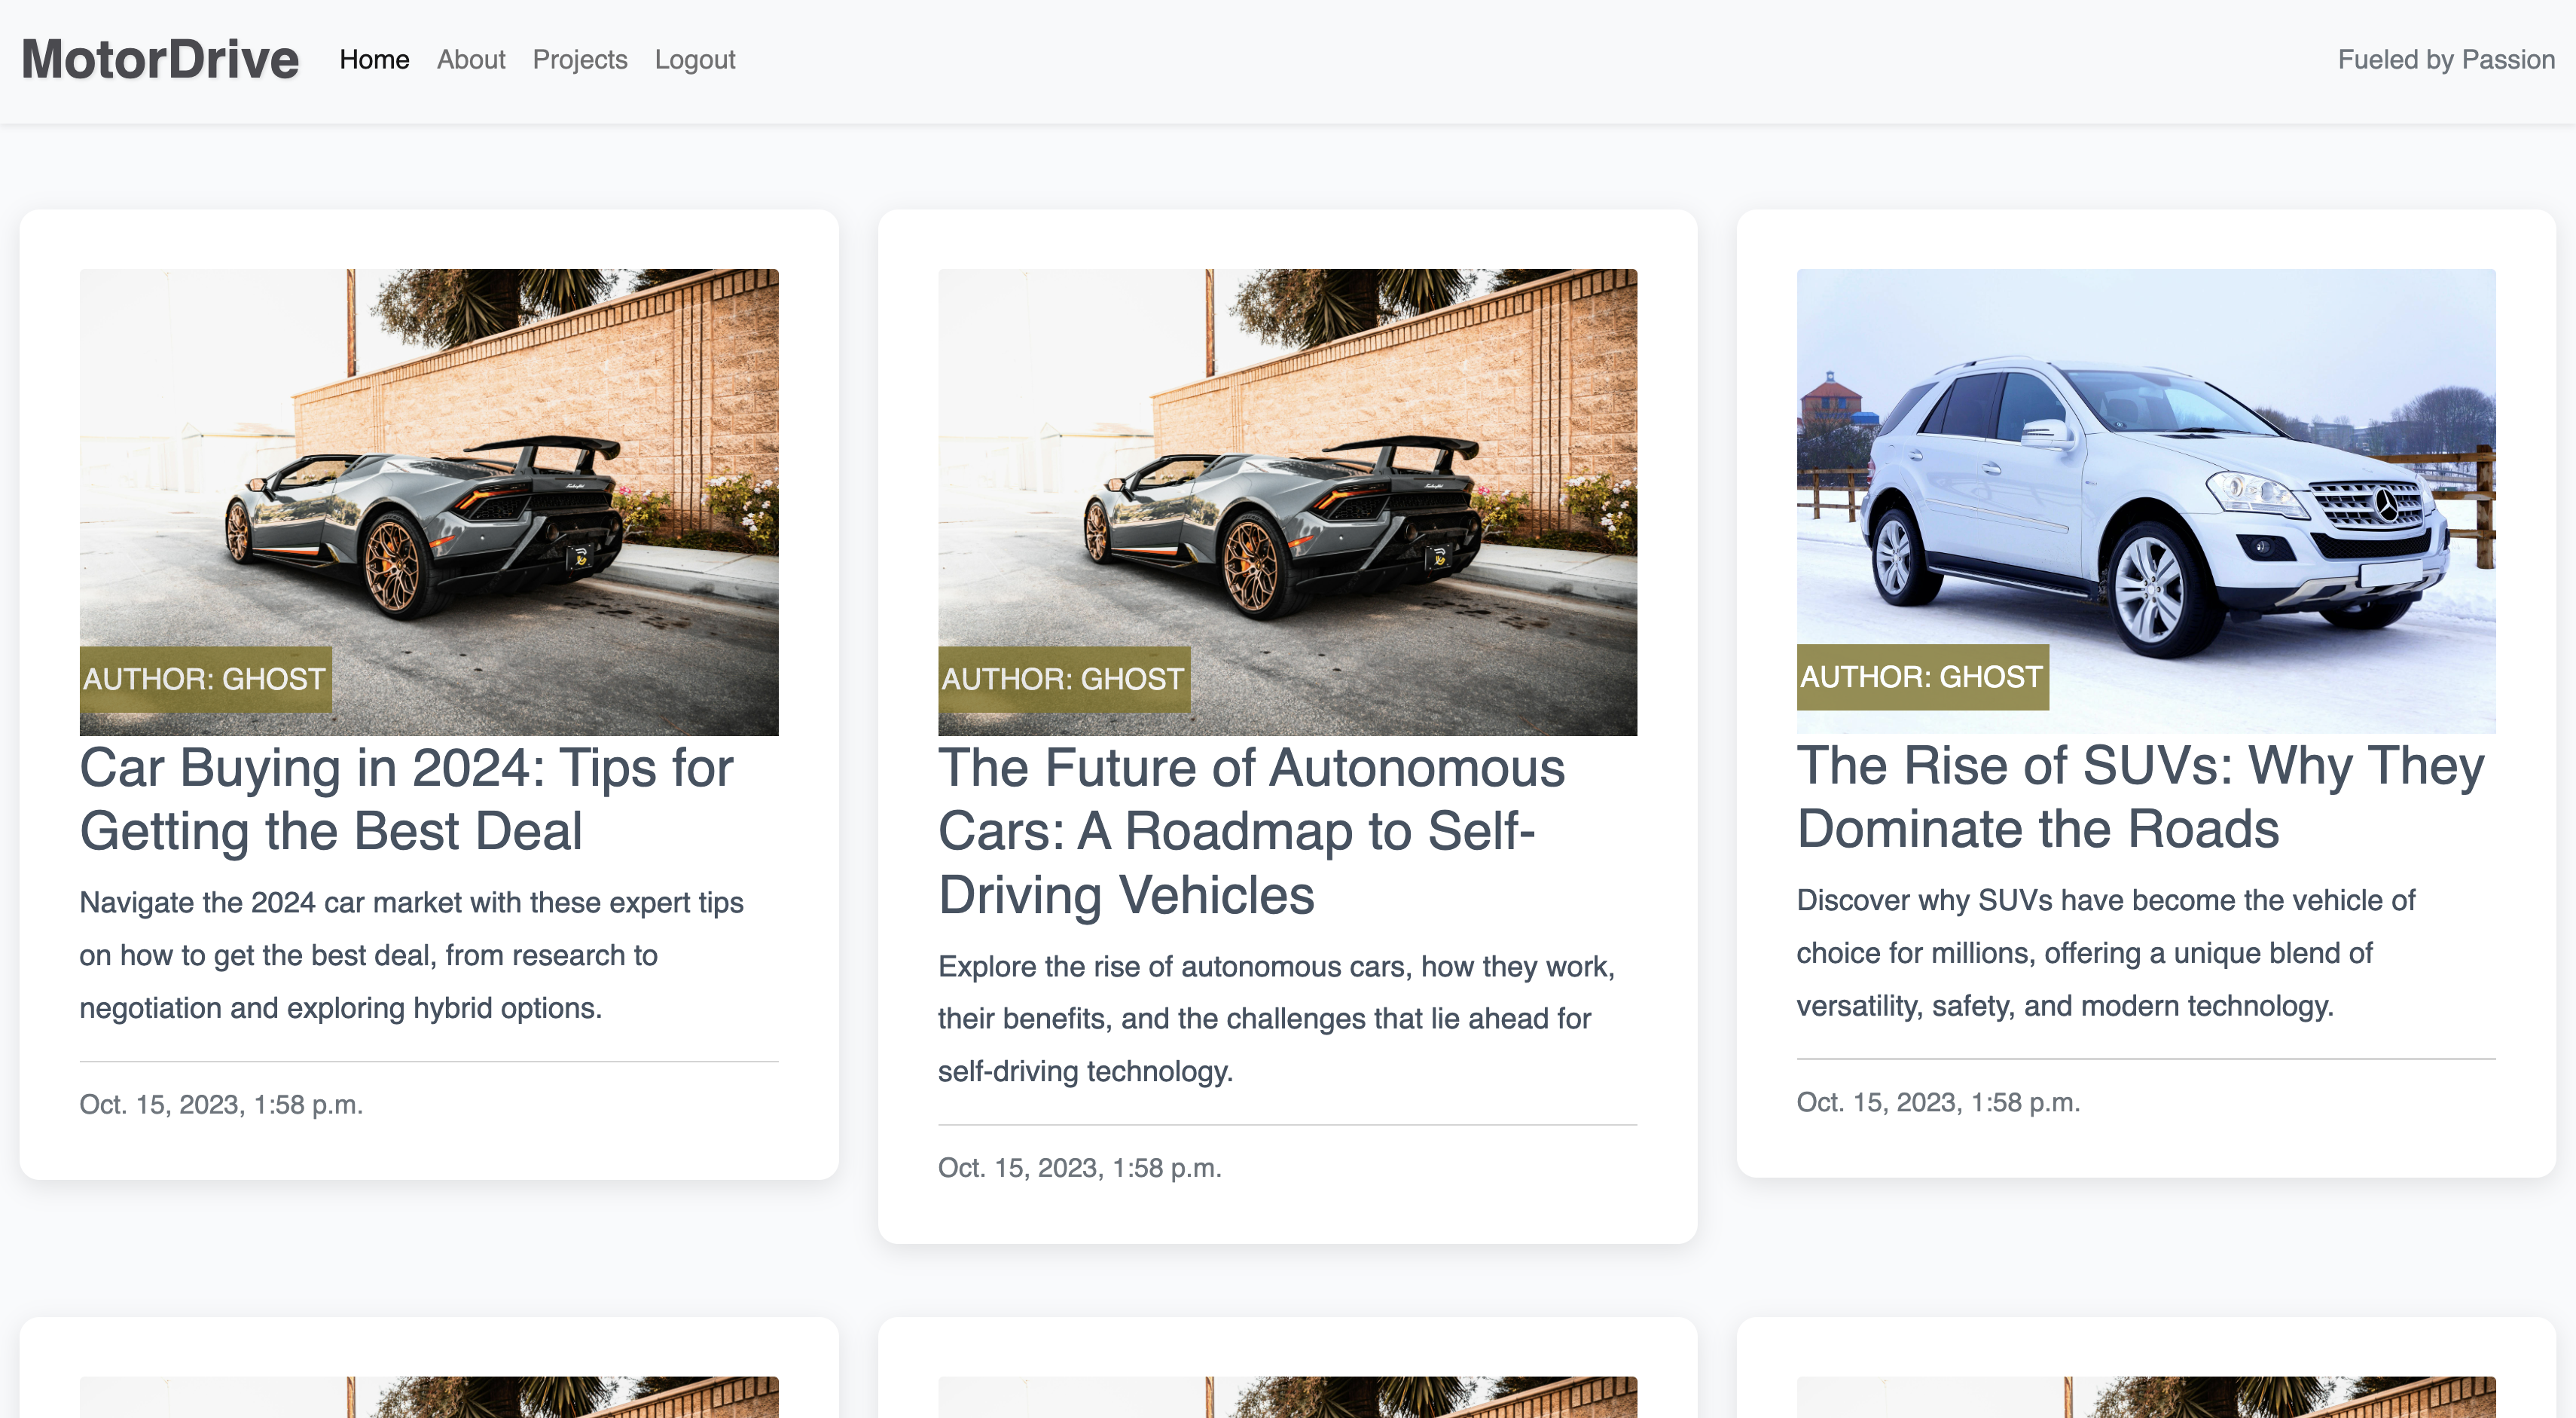 MotorDrive Home About Projects Logout Fueled by Passion
AUTHOR: GHOST
Car Buying in 2024: Tips for
Getting the Best Deal
Navigate the 2024 car market with these expert tips
on how to get the best deal, from research to
negotiation and exploring hybrid options.
Oct. 15, 2023, 1:58 p.m.
AUTHOR: GHOST
The Future of Autonomous
Cars: A Roadmap to Self-
Driving Vehicles
Explore the rise of autonomous cars, how they work,
their benefits, and the challenges that lie ahead for
self-driving technology.
Oct. 15, 2023, 1:58 p.m.
AUTHOR: GHOST
The Rise of SUVs: Why They
Dominate the Roads
Discover why SUVs have become the vehicle of
choice for millions, offering a unique blend of
versatility, safety, and modern technology.
Oct. 15, 2023, 1:58 p.m.